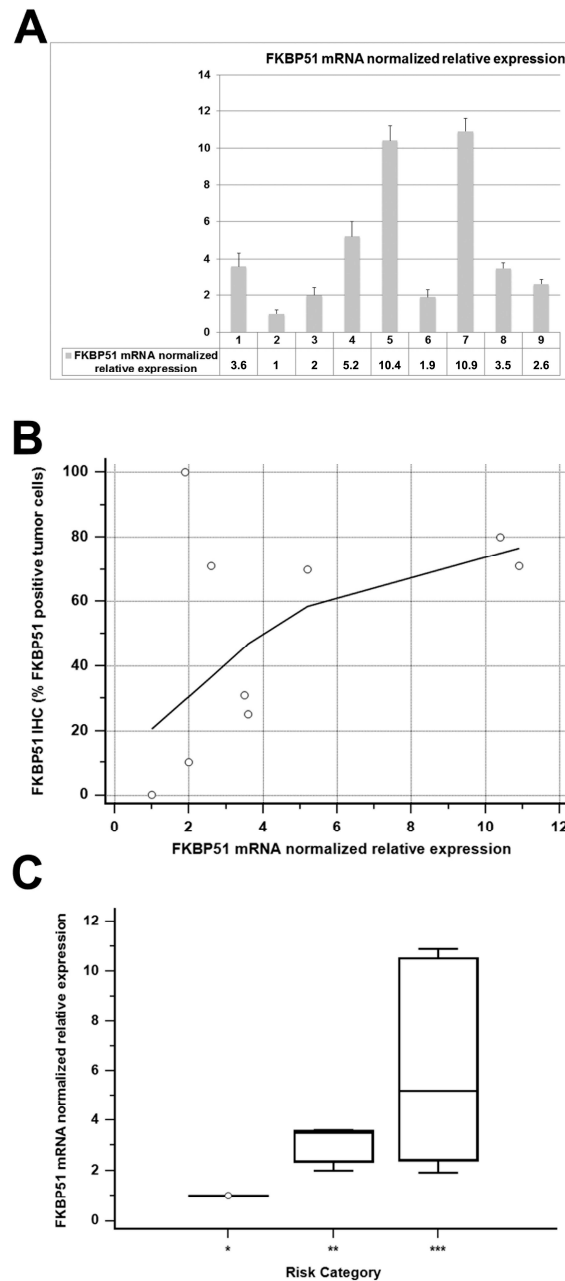 A
FKBP51 mRNA normalized relative expression
14
12
10
8
6
4
2
0
1 2 3 4 5 6 7 8 9
FKBP51 mRNA normalized
relative expression
3.6 1 2 5.2 10.4 1.9 10.9 3.5 2.6
B
FKBP51 IHC (% FKBP51 positive tumor cells)
100
80
60
40
20
0
0 2 4 6 8 10 12
FKBP51 mRNA normalized relative expression
C
FKBP51 mRNA normalized relative expression
12
10
8
6
4
2
0
* ** ***
Risk Category